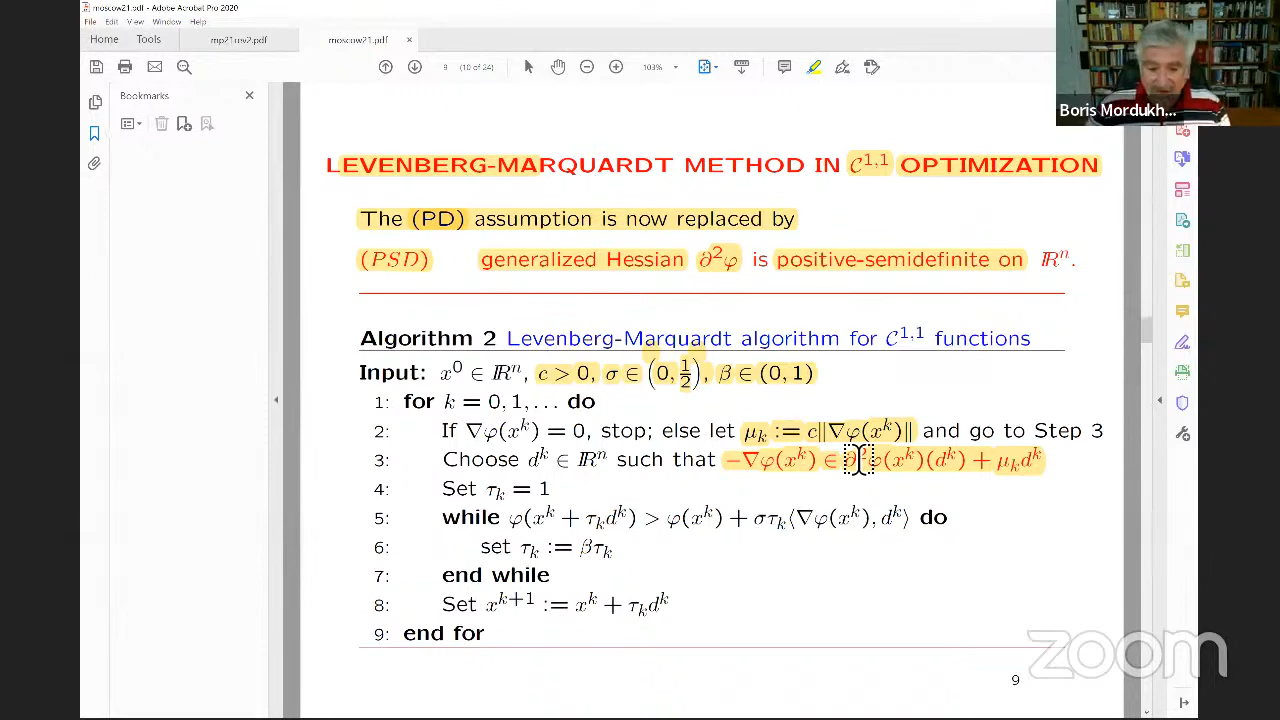 moscow21.pdf - Adobe Acrobat Pro 2020
File Edit View Window Help
Home Tools mp21rev2.pdf moscow21.pdf ×
9 (10 of 24) 103%
Bookmarks
Boris Mordukh...
LEVENBERG-MARQUARDT METHOD IN 𝒞^{1,1} OPTIMIZATION
The (PD) assumption is now replaced by
(PSD) generalized Hessian ∂²φ is positive-semidefinite on ℝⁿ.
Algorithm 2 Levenberg-Marquardt algorithm for 𝒞^{1,1} functions
Input: x⁰ ∈ ℝⁿ, c > 0, σ ∈ (0, 1/2), β ∈ (0, 1)
1: for k = 0, 1, . . . do
2: If ∇φ(x^k) = 0, stop; else let μ_k := c‖∇φ(x^k)‖ and go to Step 3
3: Choose d^k ∈ ℝⁿ such that −∇φ(x^k) ∈ ∂²φ(x^k)(d^k) + μ_k d^k
4: Set τ_k = 1
5: while φ(x^k + τ_k d^k) > φ(x^k) + στ_k⟨∇φ(x^k), d^k⟩ do
6: set τ_k := βτ_k
7: end while
8: Set x^{k+1} := x^k + τ_k d^k
9: end for
9
zoom